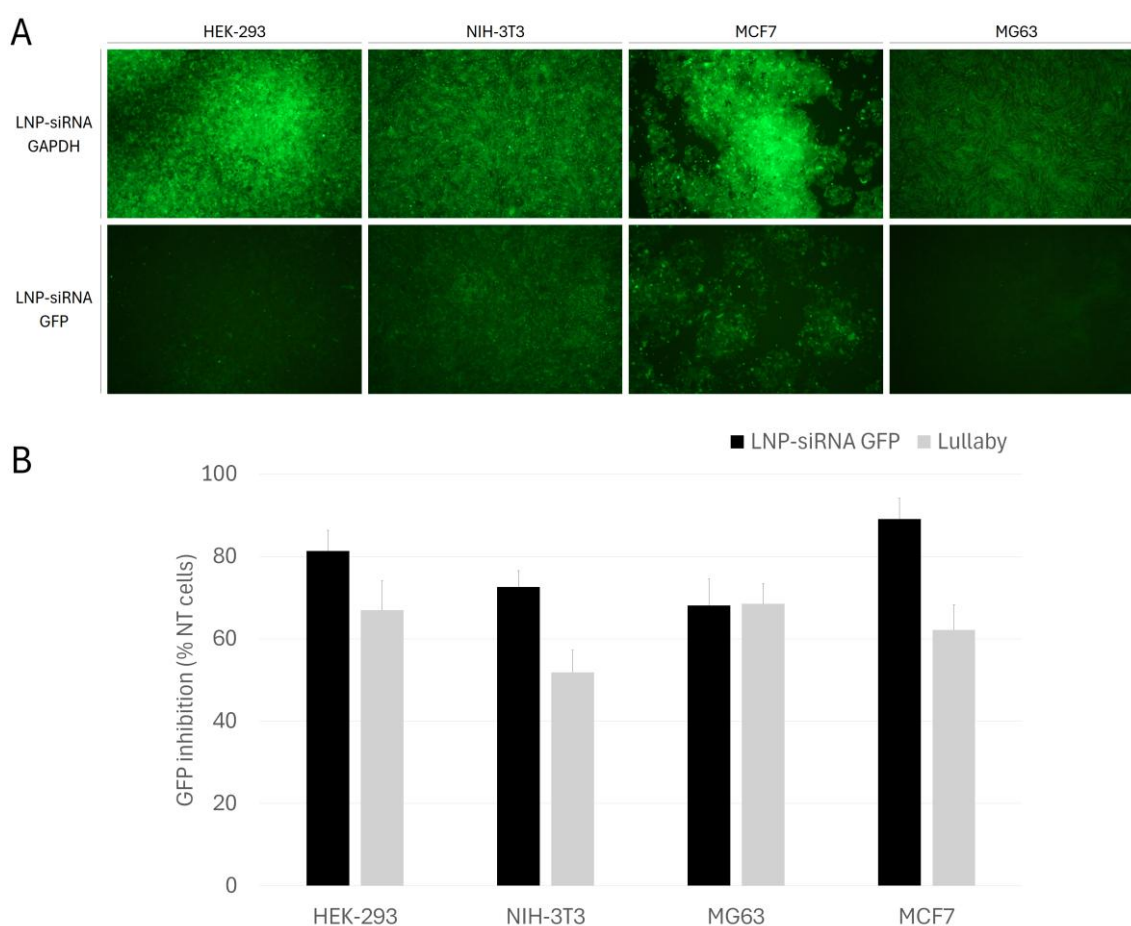 A
HEK-293 NIH-3T3 MCF7 MG63
LNP-siRNA
GAPDH
LNP-siRNA
GFP
B
LNP-siRNA GFP Lullaby
GFP inhibition (% NT cells)
100
80
60
40
20
0
HEK-293 NIH-3T3 MG63 MCF7